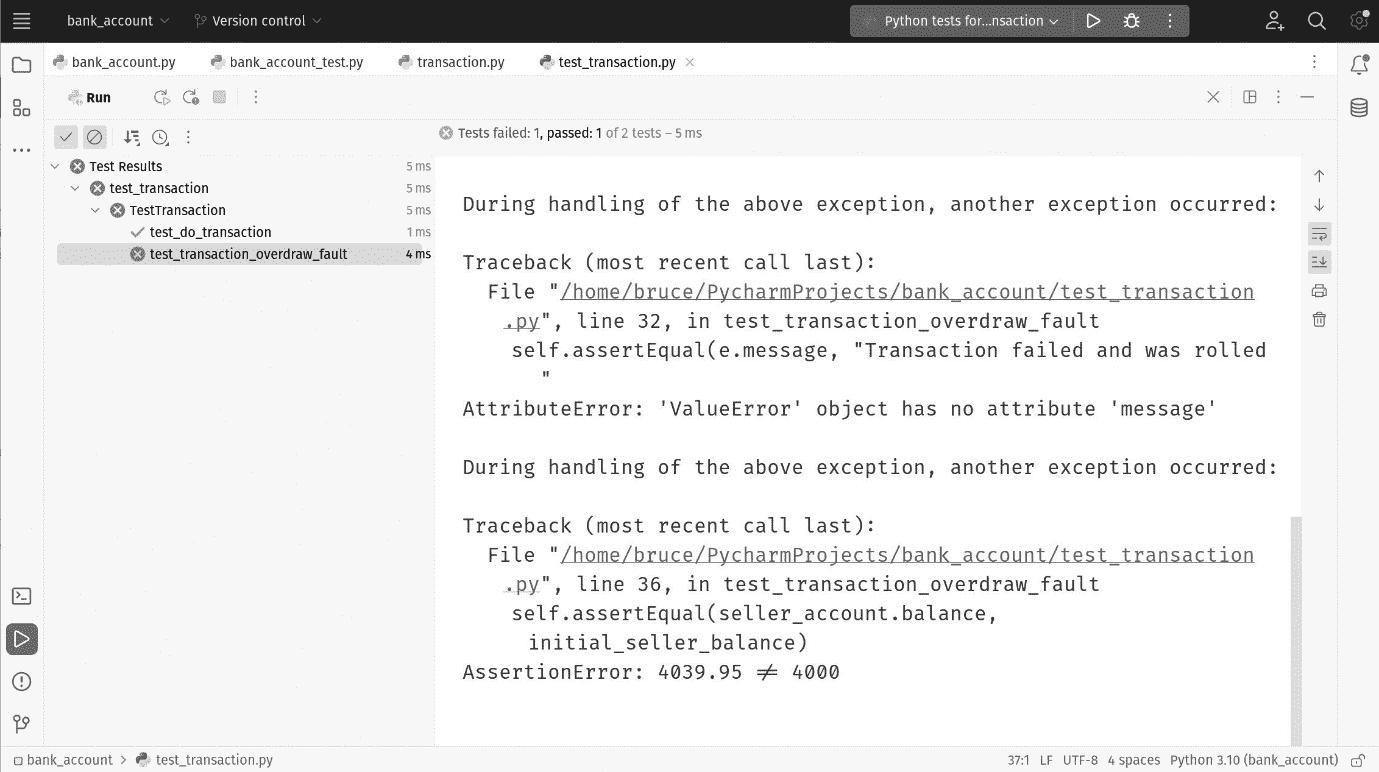 bank_account
Version control
Python tests for...nsaction
bank_account.py
bank_account_test.py
transaction.py
test_transaction.py
Run
Tests failed: 1, passed: 1 of 2 tests – 5 ms
Test Results 5 ms
test_transaction 5 ms
TestTransaction 5 ms
test_do_transaction 1 ms
test_transaction_overdraw_fault 4 ms
During handling of the above exception, another exception occurred:
Traceback (most recent call last):
File "/home/bruce/PycharmProjects/bank_account/test_transaction
.py", line 32, in test_transaction_overdraw_fault
self.assertEqual(e.message, "Transaction failed and was rolled
"
AttributeError: 'ValueError' object has no attribute 'message'
During handling of the above exception, another exception occurred:
Traceback (most recent call last):
File "/home/bruce/PycharmProjects/bank_account/test_transaction
.py", line 36, in test_transaction_overdraw_fault
self.assertEqual(seller_account.balance,
initial_seller_balance)
AssertionError: 4039.95 ≠ 4000
bank_account > test_transaction.py
37:1 LF UTF-8 4 spaces Python 3.10 (bank_account)